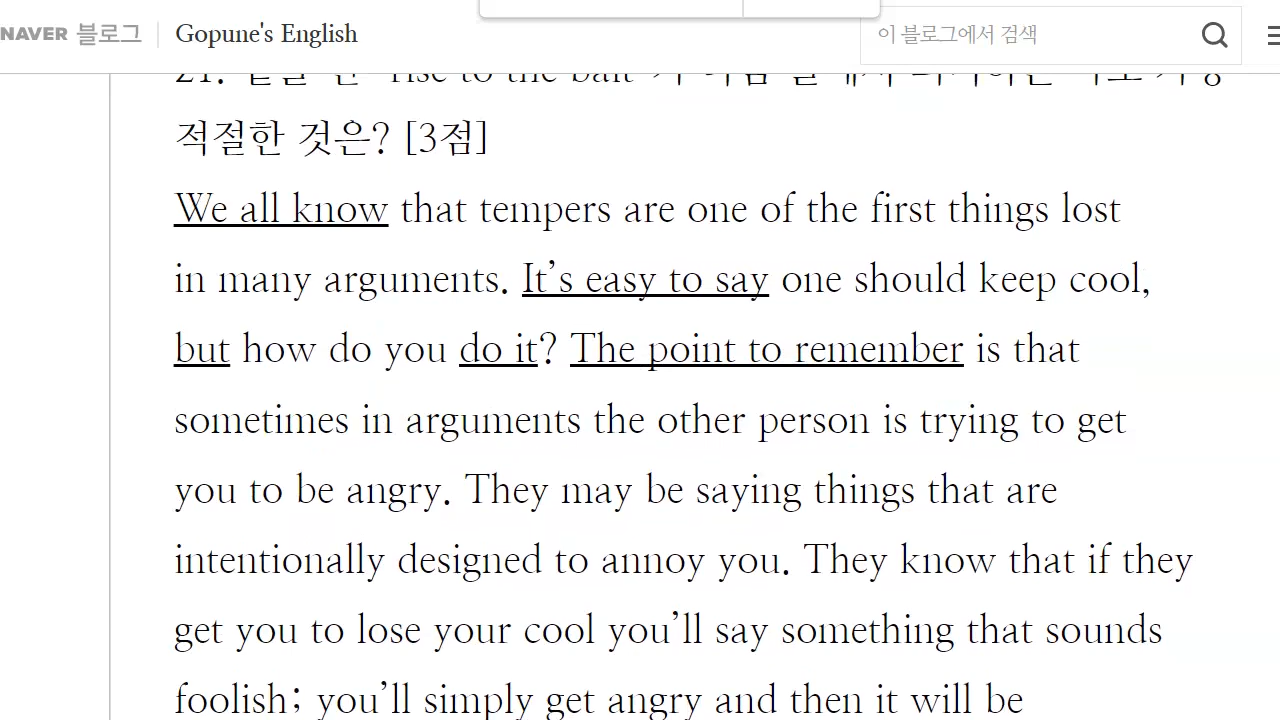 NAVER 블로그 Gopune's English 이 블로그에서 검색
21. rise to the bait
적절한 것은? [3점]
We all know that tempers are one of the first things lost
in many arguments. It’s easy to say one should keep cool,
but how do you do it? The point to remember is that
sometimes in arguments the other person is trying to get
you to be angry. They may be saying things that are
intentionally designed to annoy you. They know that if they
get you to lose your cool you’ll say something that sounds
foolish; you’ll simply get angry and then it will be